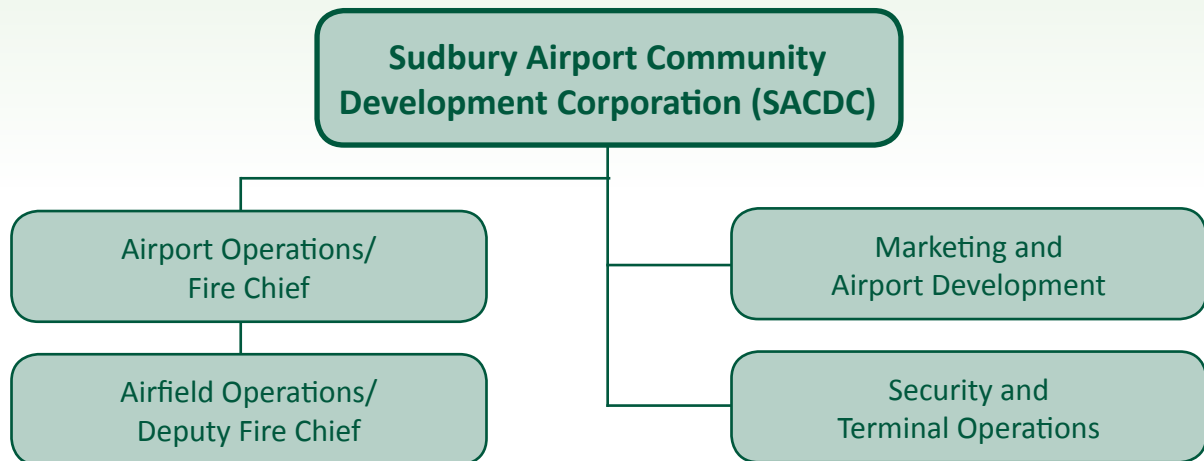 Sudbury Airport Community
Development Corporation (SACDC)
Airport Operations/
Fire Chief
Marketing and
Airport Development
Airfield Operations/
Deputy Fire Chief
Security and
Terminal Operations